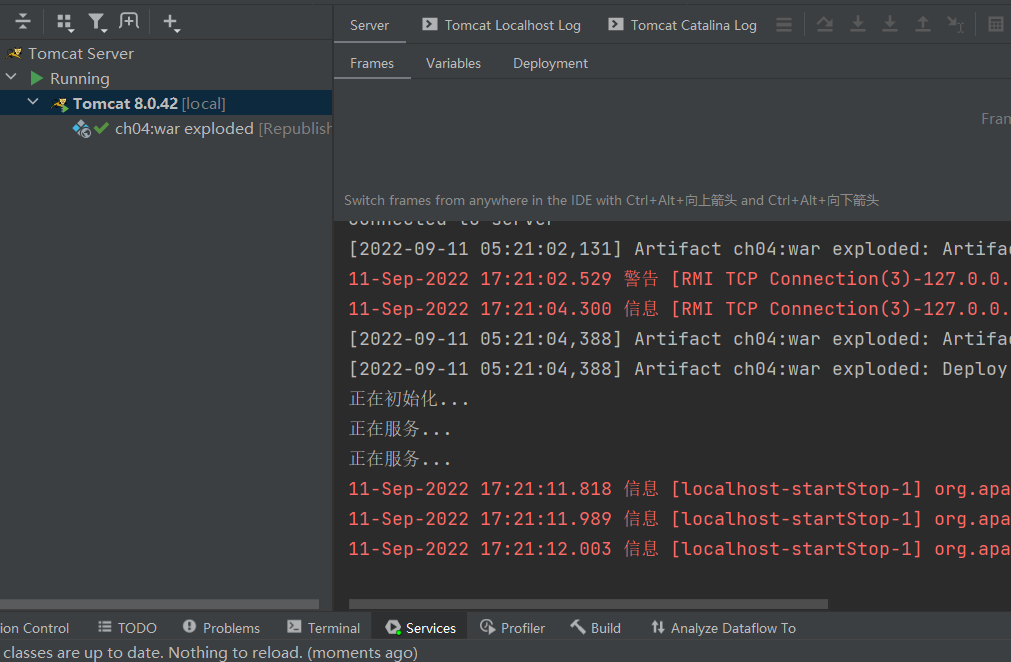 Server Tomcat Localhost Log Tomcat Catalina Log
Tomcat Server
Running
Tomcat 8.0.42 [local]
ch04:war exploded [Republish
Frames Variables Deployment
Fran
Switch frames from anywhere in the IDE with Ctrl+Alt+向上箭头 and Ctrl+Alt+向下箭头
Connected to server
[2022-09-11 05:21:02,131] Artifact ch04:war exploded: Artifac
11-Sep-2022 17:21:02.529 警告 [RMI TCP Connection(3)-127.0.0.
11-Sep-2022 17:21:04.300 信息 [RMI TCP Connection(3)-127.0.0.
[2022-09-11 05:21:04,388] Artifact ch04:war exploded: Artifac
[2022-09-11 05:21:04,388] Artifact ch04:war exploded: Deploy
正在初始化...
正在服务...
正在服务...
11-Sep-2022 17:21:11.818 信息 [localhost-startStop-1] org.apa
11-Sep-2022 17:21:11.989 信息 [localhost-startStop-1] org.apa
11-Sep-2022 17:21:12.003 信息 [localhost-startStop-1] org.apa
ion Control TODO Problems Terminal Services Profiler Build Analyze Dataflow To
classes are up to date. Nothing to reload. (moments ago)